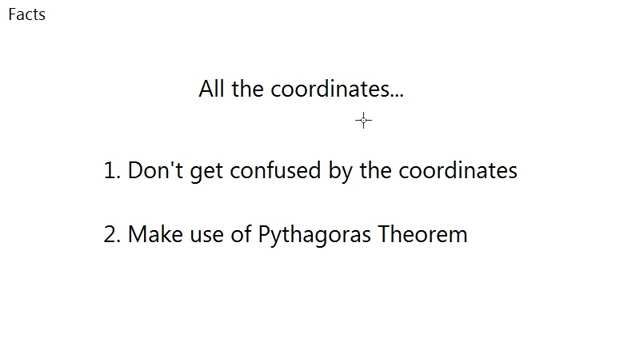 Facts
All the coordinates...
1. Don't get confused by the coordinates
2. Make use of Pythagoras Theorem